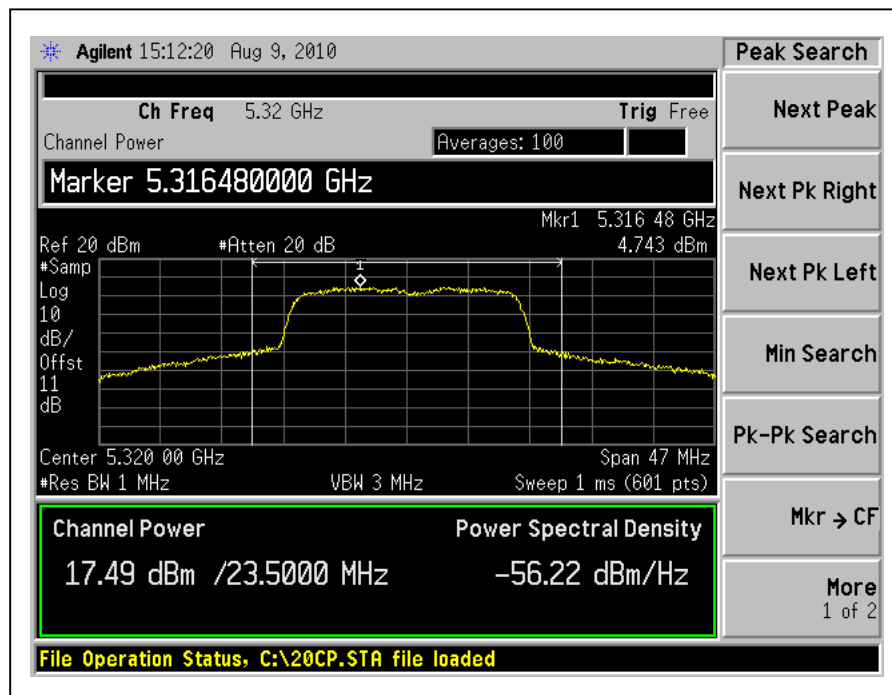 Agilent 15:12:20 Aug 9, 2010
Peak Search
Ch Freq 5.32 GHz Trig Free
Channel Power Averages: 100
Marker 5.316480000 GHz
Mkr1 5.316 48 GHz
Ref 20 dBm #Atten 20 dB 4.743 dBm
#Samp
Log
10
dB/
Offst
11
dB
1
Center 5.320 00 GHz Span 47 MHz
#Res BW 1 MHz VBW 3 MHz Sweep 1 ms (601 pts)
Channel Power Power Spectral Density
17.49 dBm /23.5000 MHz -56.22 dBm/Hz
File Operation Status, C:\20CP.STA file loaded
Next Peak
Next Pk Right
Next Pk Left
Min Search
Pk-Pk Search
Mkr → CF
More
1 of 2